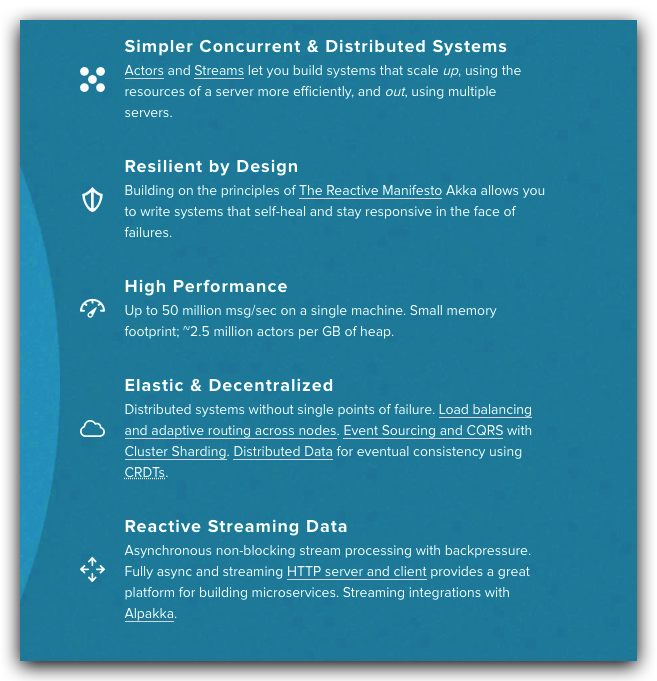 Simpler Concurrent & Distributed Systems
Actors and Streams let you build systems that scale up, using the
resources of a server more efficiently, and out, using multiple
servers.
Resilient by Design
Building on the principles of The Reactive Manifesto Akka allows you
to write systems that self-heal and stay responsive in the face of
failures.
High Performance
Up to 50 million msg/sec on a single machine. Small memory
footprint; ~2.5 million actors per GB of heap.
Elastic & Decentralized
Distributed systems without single points of failure. Load balancing
and adaptive routing across nodes. Event Sourcing and CQRS with
Cluster Sharding. Distributed Data for eventual consistency using
CRDTs.
Reactive Streaming Data
Asynchronous non-blocking stream processing with backpressure.
Fully async and streaming HTTP server and client provides a great
platform for building microservices. Streaming integrations with
Alpakka.